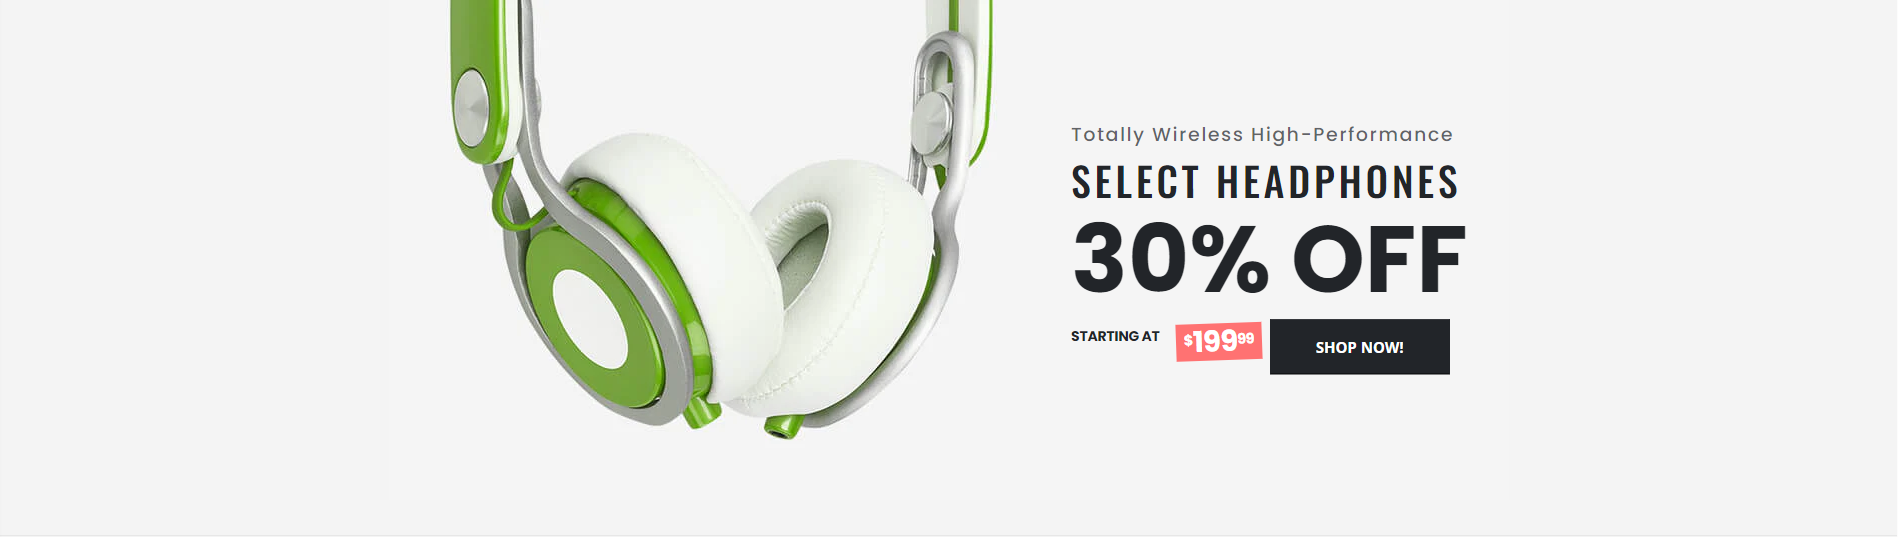 Totally Wireless High-Performance
SELECT HEADPHONES
30% OFF
STARTING AT $19999 SHOP NOW!